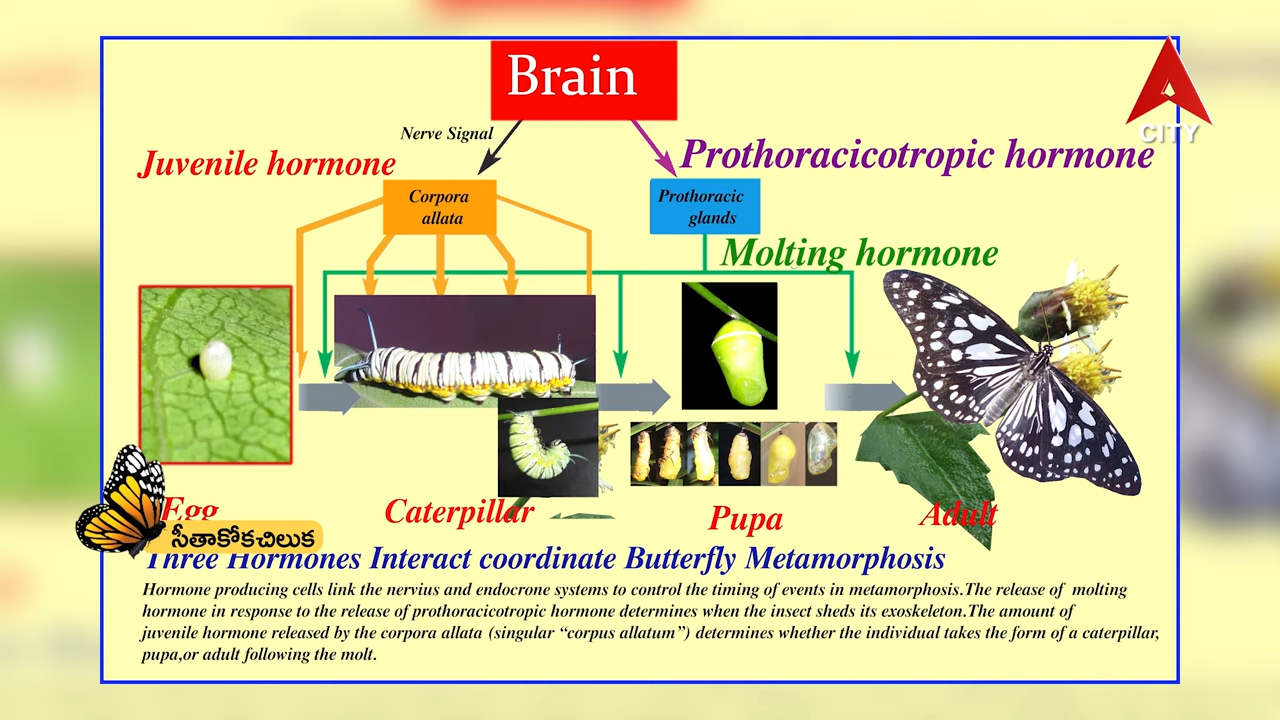 Brain
CITY
Nerve Signal
Juvenile hormone
Prothoracicotropic hormone
Corpora
allata
Prothoracic
glands
Molting hormone
Egg
Caterpillar
Pupa
Adult
సీతాకోకచిలుక
Three Hormones Interact coordinate Butterfly Metamorphosis
Hormone producing cells link the nervius and endocrone systems to control the timing of events in metamorphosis.The release of molting
hormone in response to the release of prothoracicotropic hormone determines when the insect sheds its exoskeleton.The amount of
juvenile hormone released by the corpora allata (singular “corpus allatum”) determines whether the individual takes the form of a caterpillar,
pupa,or adult following the molt.